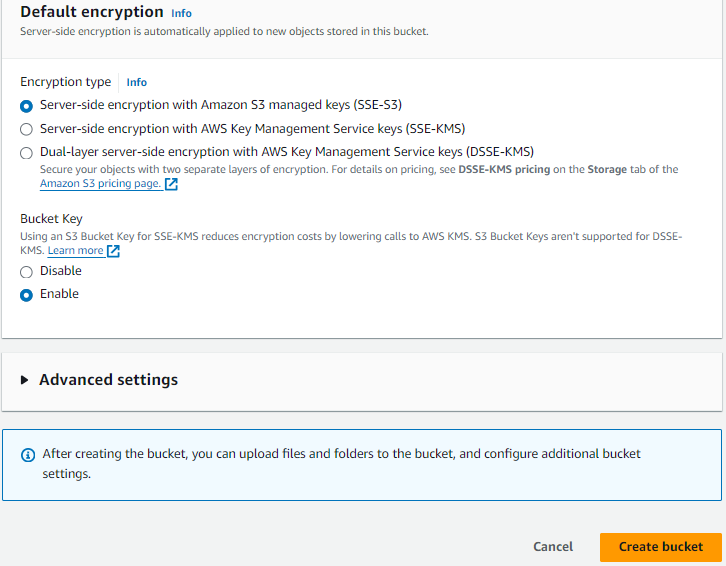 Default encryption Info
Server-side encryption is automatically applied to new objects stored in this bucket.
Encryption type Info
Server-side encryption with Amazon S3 managed keys (SSE-S3)
Server-side encryption with AWS Key Management Service keys (SSE-KMS)
Dual-layer server-side encryption with AWS Key Management Service keys (DSSE-KMS)
Secure your objects with two separate layers of encryption. For details on pricing, see DSSE-KMS pricing on the Storage tab of the
Amazon S3 pricing page.
Bucket Key
Using an S3 Bucket Key for SSE-KMS reduces encryption costs by lowering calls to AWS KMS. S3 Bucket Keys aren't supported for DSSE-
KMS. Learn more
Disable
Enable
Advanced settings
After creating the bucket, you can upload files and folders to the bucket, and configure additional bucket
settings.
Cancel Create bucket